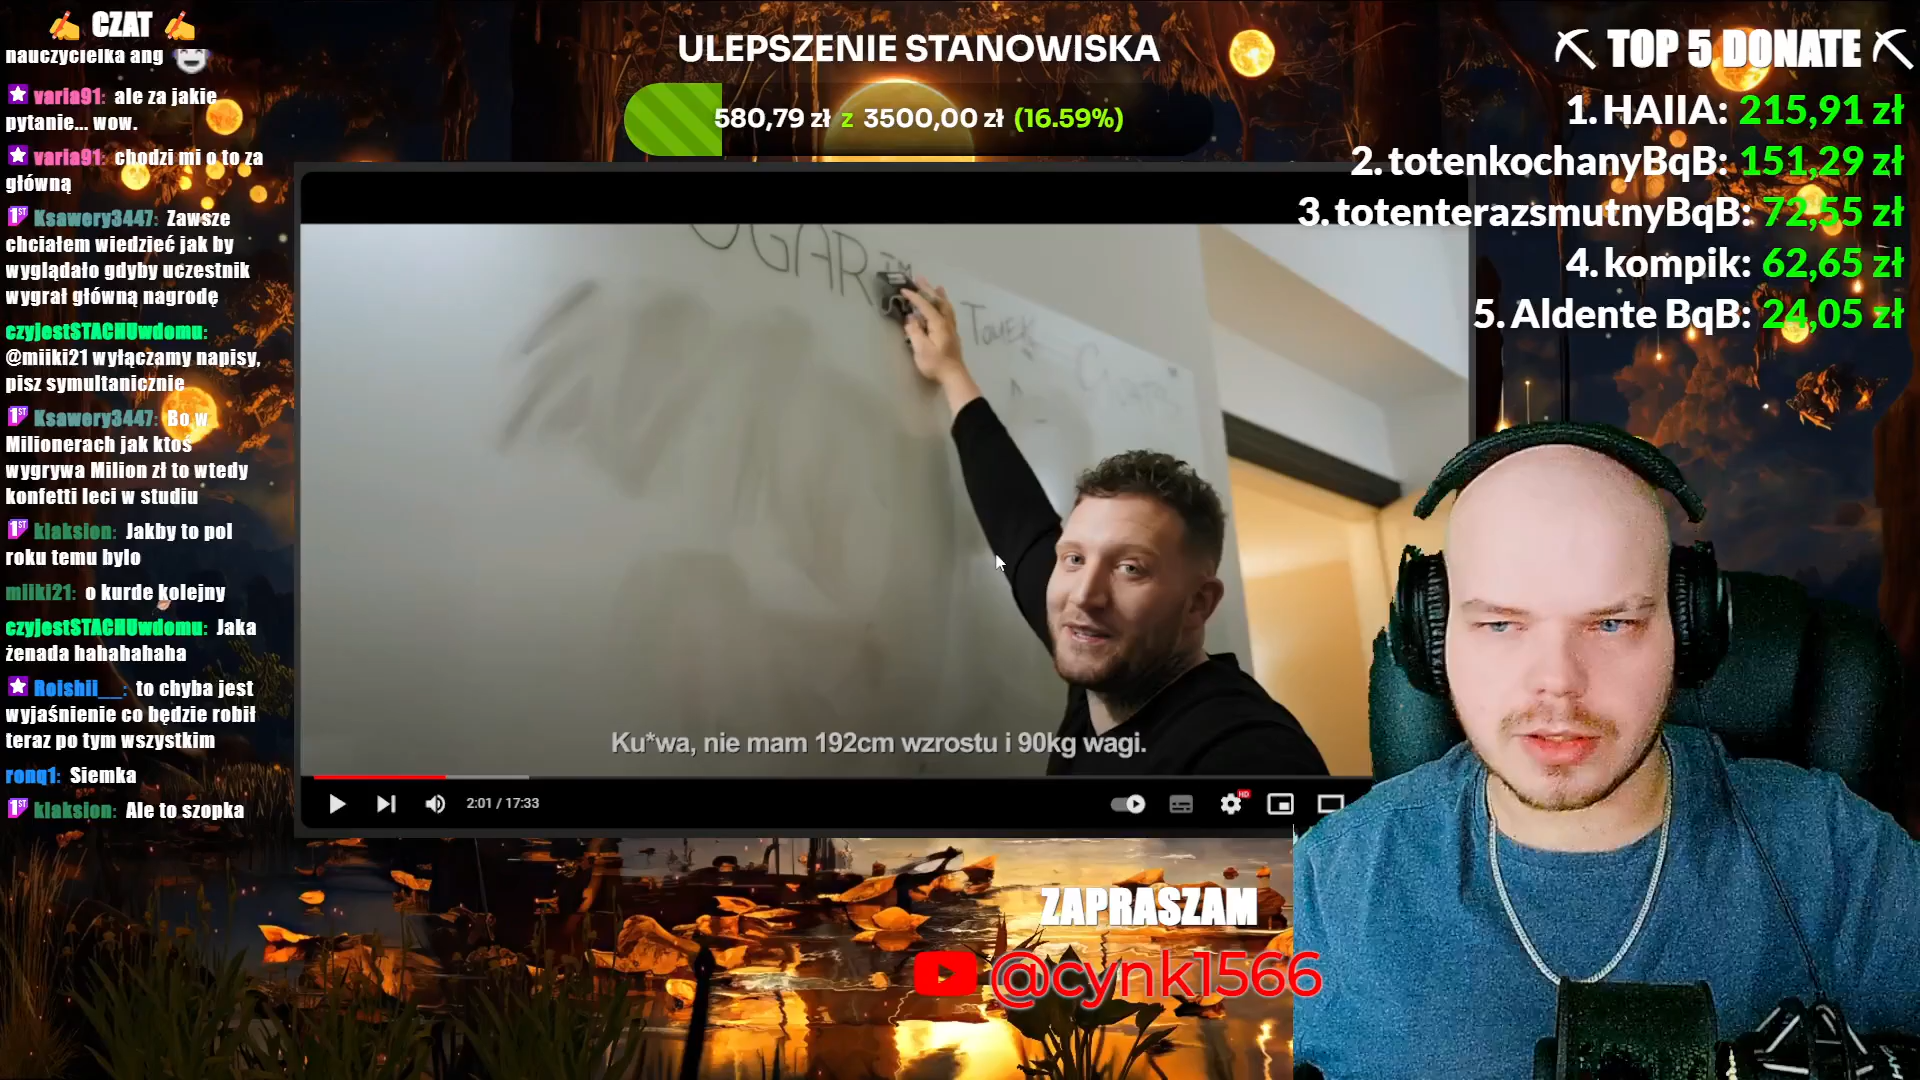 CZAT
nauczycielka ang
varia91: ale za jakie
pytanie... wow.
varia91: chodzi mi o to za
główną
1ST Ksawery3447: Zawsze
chciałem wiedzieć jak by
wyglądało gdyby uczestnik
wygrał główną nagrodę
czyjestSTACHUwdomu:
@miiki21 wyłączamy napisy,
pisz symultanicznie
1ST Ksawery3447: Bo w
Milionerach jak ktoś
wygrywa Milion zł to wtedy
konfetti leci w studiu
1ST klaksion: Jakby to pol
roku temu bylo
miiki21: o kurde kolejny
czyjestSTACHUwdomu: Jaka
żenada hahahahaha
Roishii__: to chyba jest
wyjaśnienie co będzie robił
teraz po tym wszystkim
ronq1: Siemka
1ST klaksion: Ale to szopka
ULEPSZENIE STANOWISKA
580,79 zł z 3500,00 zł (16.59%)
TOP 5 DONATE
1. HAIIA: 215,91 zł
2. totenkochanyBqB: 151,29 zł
3. totenterazsmutnyBqB: 72,55 zł
4. kompik: 62,65 zł
5. Aldente BqB: 24,05 zł
Tomek
Ku*wa, nie mam 192cm wzrostu i 90kg wagi.
2:01 / 17:33
HD
ZAPRASZAM
@cynk1566